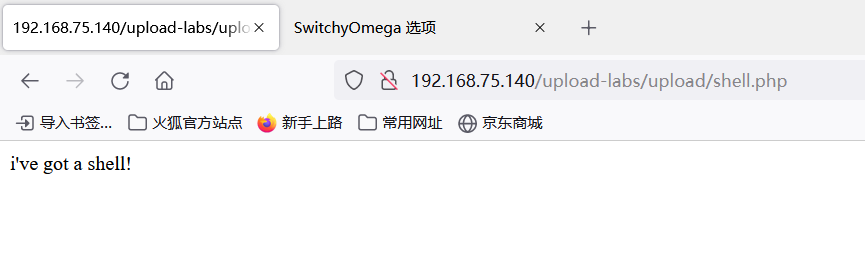 192.168.75.140/upload-labs/uplo
SwitchyOmega 选项
192.168.75.140/upload-labs/upload/shell.php
导入书签... 火狐官方站点 新手上路 常用网址 京东商城
i've got a shell!